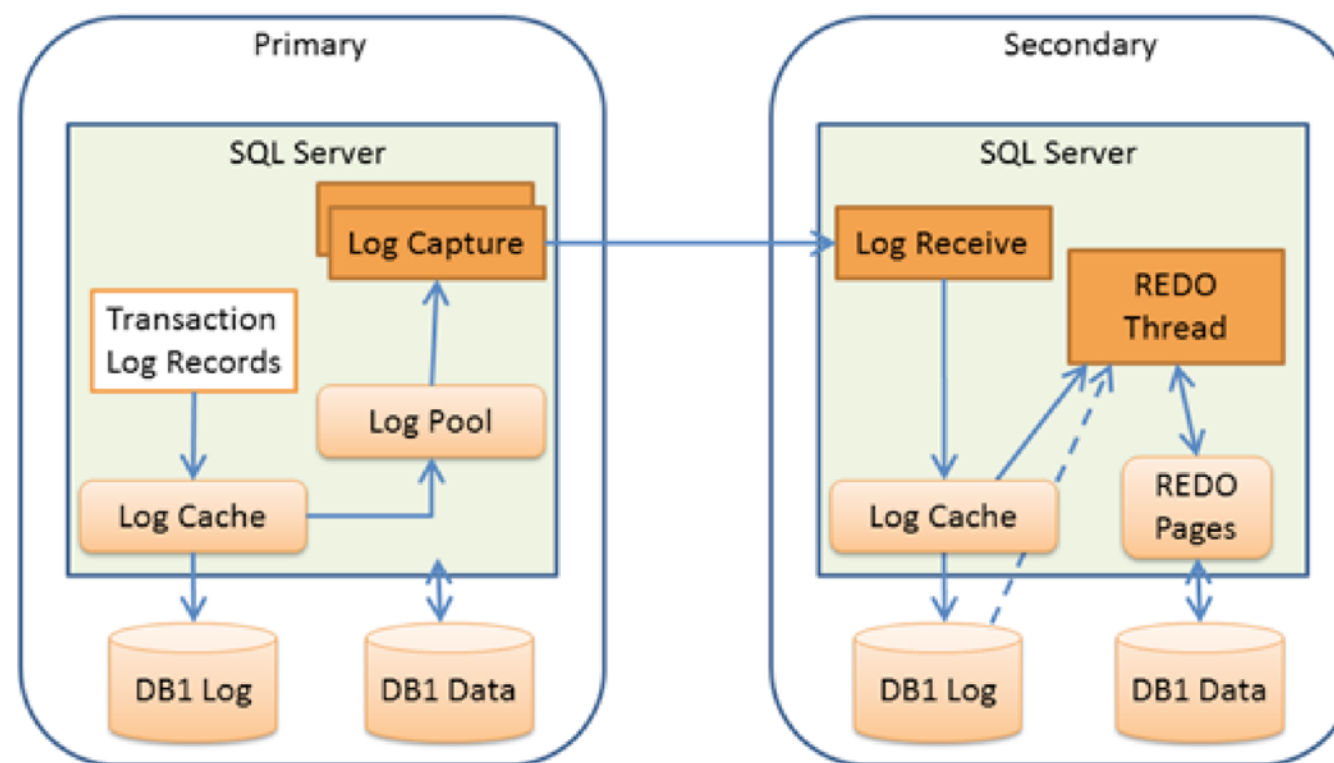 Primary
SQL Server
Log Capture
Transaction
Log Records
Log Pool
Log Cache
DB1 Log
DB1 Data
Secondary
SQL Server
Log Receive
REDO
Thread
Log Cache
REDO
Pages
DB1 Log
DB1 Data